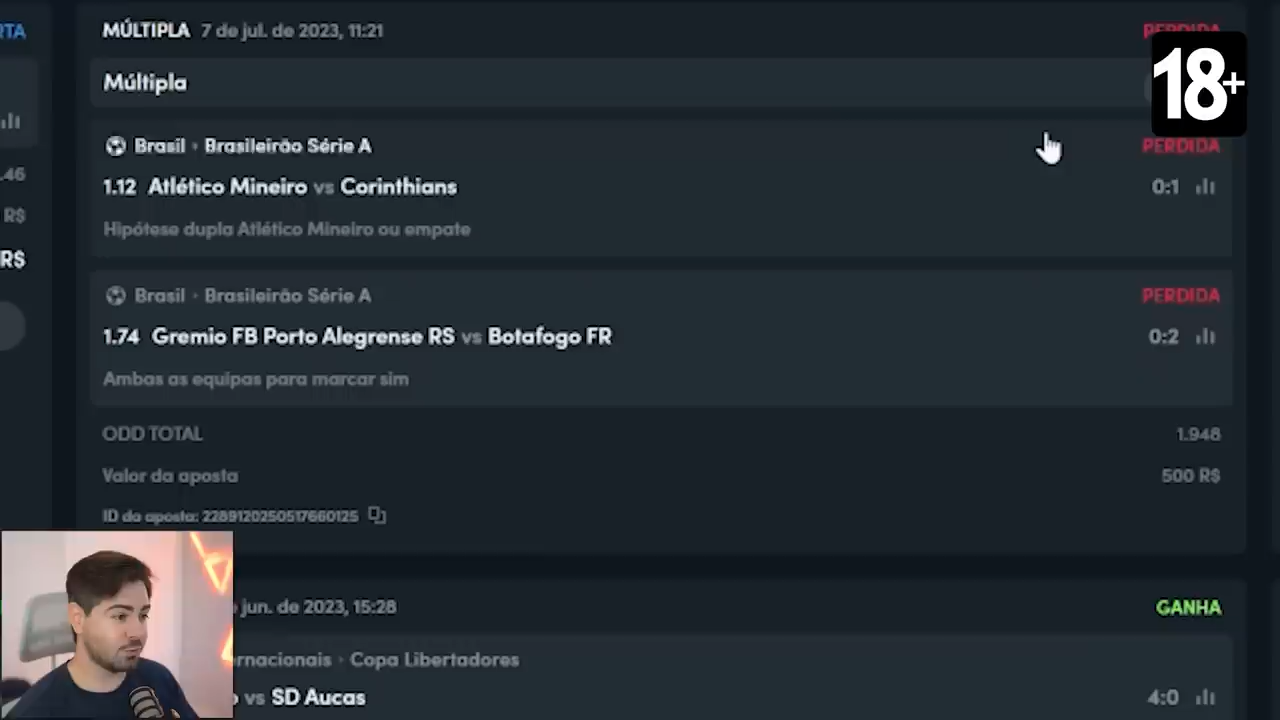 RTA
.46
R$
R$
MÚLTIPLA 7 de jul. de 2023, 11:21 PERDIDA
18+
Múltipla
Brasil · Brasileirão Série A PERDIDA
1.12 Atlético Mineiro vs Corinthians 0:1
Hipótese dupla Atlético Mineiro ou empate
Brasil · Brasileirão Série A PERDIDA
1.74 Gremio FB Porto Alegrense RS vs Botafogo FR 0:2
Ambas as equipas para marcar sim
ODD TOTAL 1.948
Valor da aposta 500 R$
ID da aposta: 2289120250517660125
jun. de 2023, 15:28 GANHA
rnacionais · Copa Libertadores
vs SD Aucas 4:0